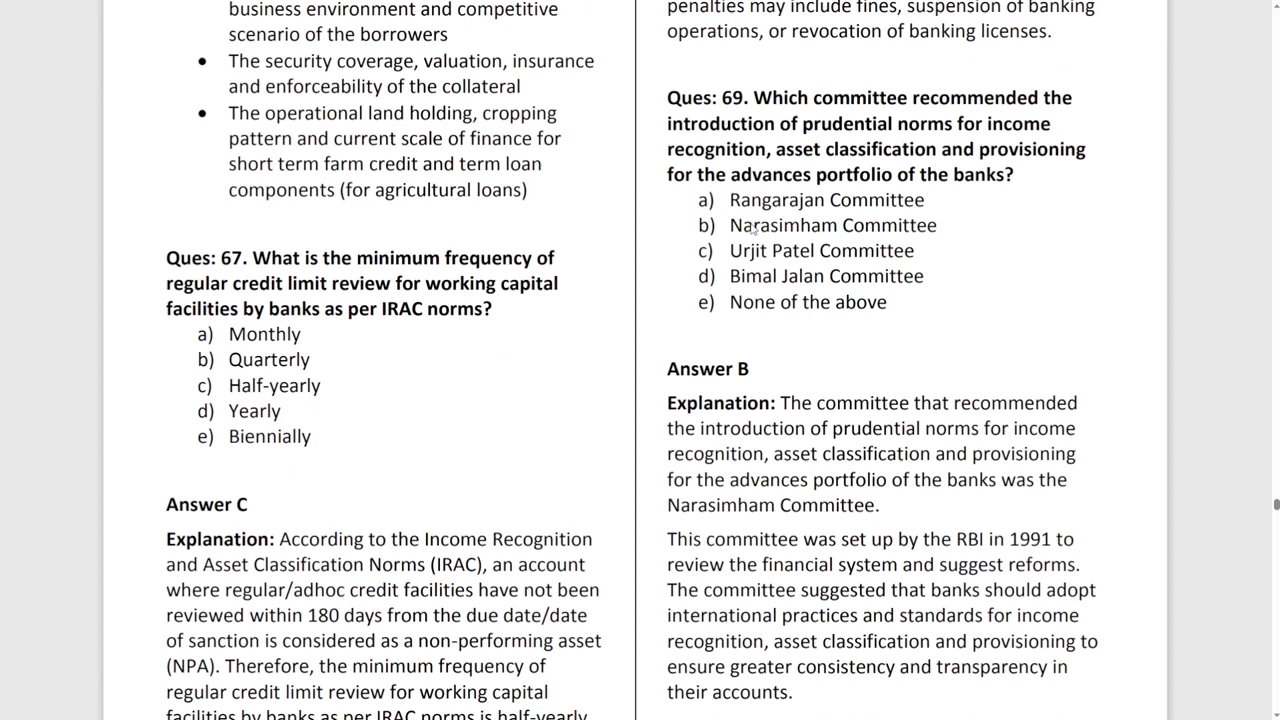 business environment and competitive
scenario of the borrowers
• The security coverage, valuation, insurance
and enforceability of the collateral
• The operational land holding, cropping
pattern and current scale of finance for
short term farm credit and term loan
components (for agricultural loans)
Ques: 67. What is the minimum frequency of
regular credit limit review for working capital
facilities by banks as per IRAC norms?
a) Monthly
b) Quarterly
c) Half-yearly
d) Yearly
e) Biennially
Answer C
Explanation: According to the Income Recognition
and Asset Classification Norms (IRAC), an account
where regular/adhoc credit facilities have not been
reviewed within 180 days from the due date/date
of sanction is considered as a non-performing asset
(NPA). Therefore, the minimum frequency of
regular credit limit review for working capital
facilities by banks as per IRAC norms is half-yearly
penalties may include fines, suspension of banking
operations, or revocation of banking licenses.
Ques: 69. Which committee recommended the
introduction of prudential norms for income
recognition, asset classification and provisioning
for the advances portfolio of the banks?
a) Rangarajan Committee
b) Narasimham Committee
c) Urjit Patel Committee
d) Bimal Jalan Committee
e) None of the above
Answer B
Explanation: The committee that recommended
the introduction of prudential norms for income
recognition, asset classification and provisioning
for the advances portfolio of the banks was the
Narasimham Committee.
This committee was set up by the RBI in 1991 to
review the financial system and suggest reforms.
The committee suggested that banks should adopt
international practices and standards for income
recognition, asset classification and provisioning to
ensure greater consistency and transparency in
their accounts.